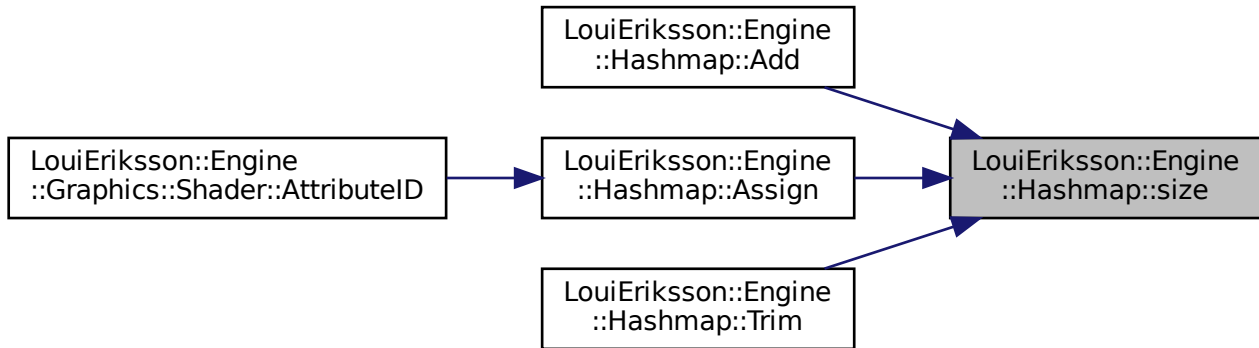 LouiEriksson::Engine
::Hashmap::Add
LouiEriksson::Engine
::Graphics::Shader::AttributeID
LouiEriksson::Engine
::Hashmap::Assign
LouiEriksson::Engine
::Hashmap::size
LouiEriksson::Engine
::Hashmap::Trim